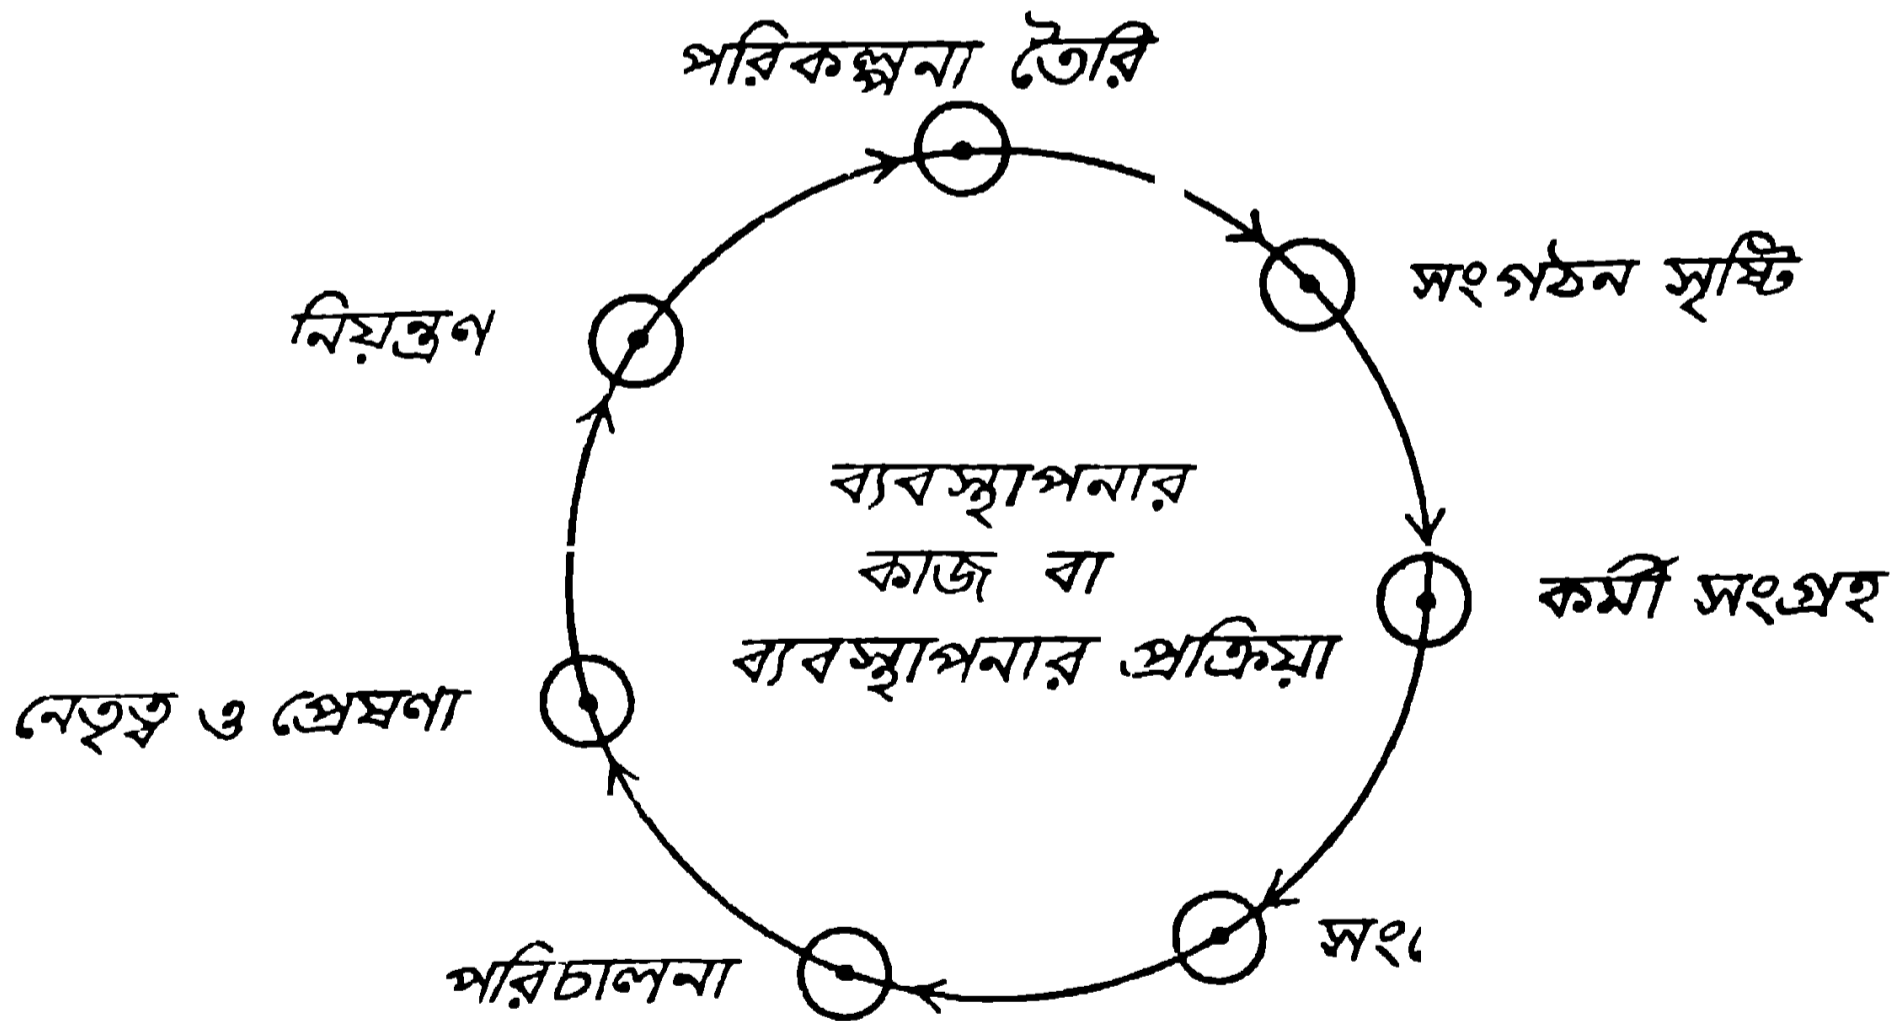 পরিকল্পনা তৈরি
সংগঠন সৃষ্টি
নিয়ন্ত্রণ
ব্যবস্থাপনার
কাজ বা
কর্মী সংগ্রহ
ব্যবস্থাপনার প্রক্রিয়া
নেতৃত্ব ও প্রেষণা
পরিচালনা